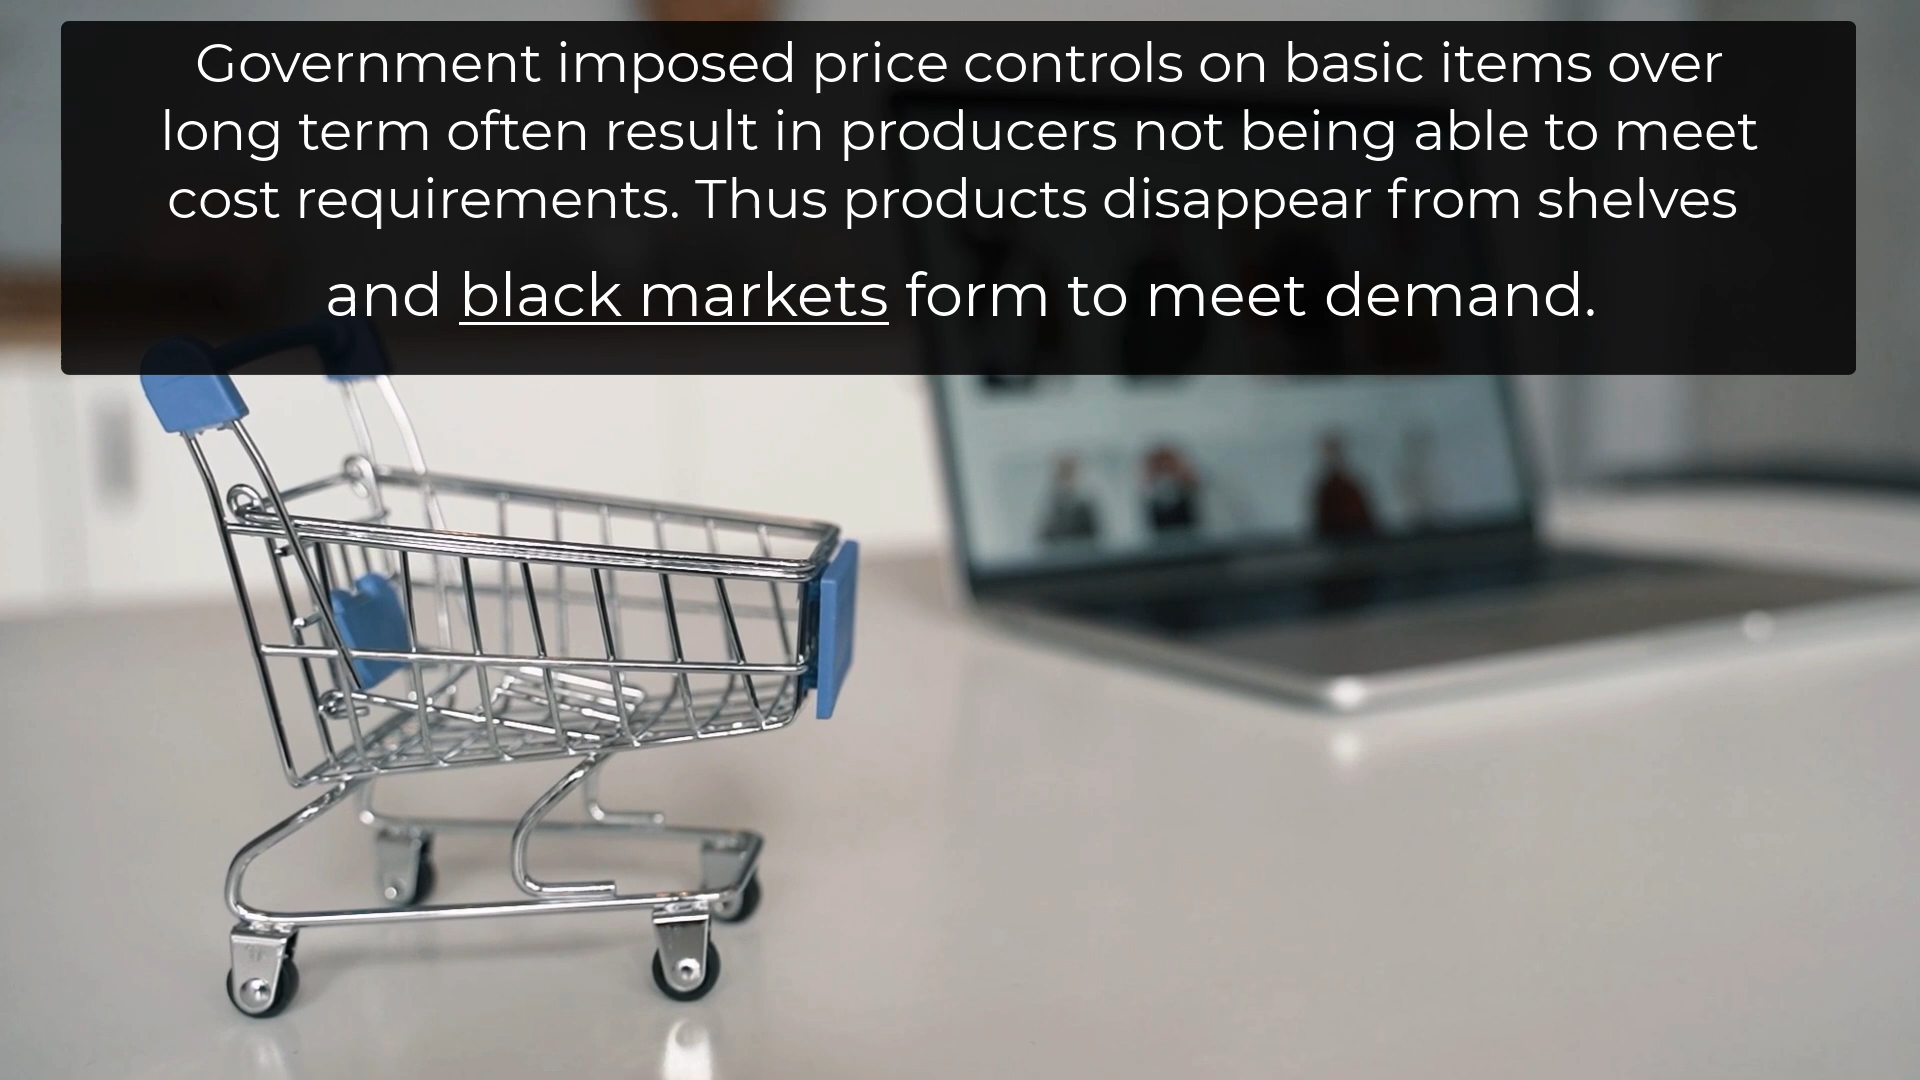 Government imposed price controls on basic items over
long term often result in producers not being able to meet
cost requirements. Thus products disappear from shelves
and black markets form to meet demand.